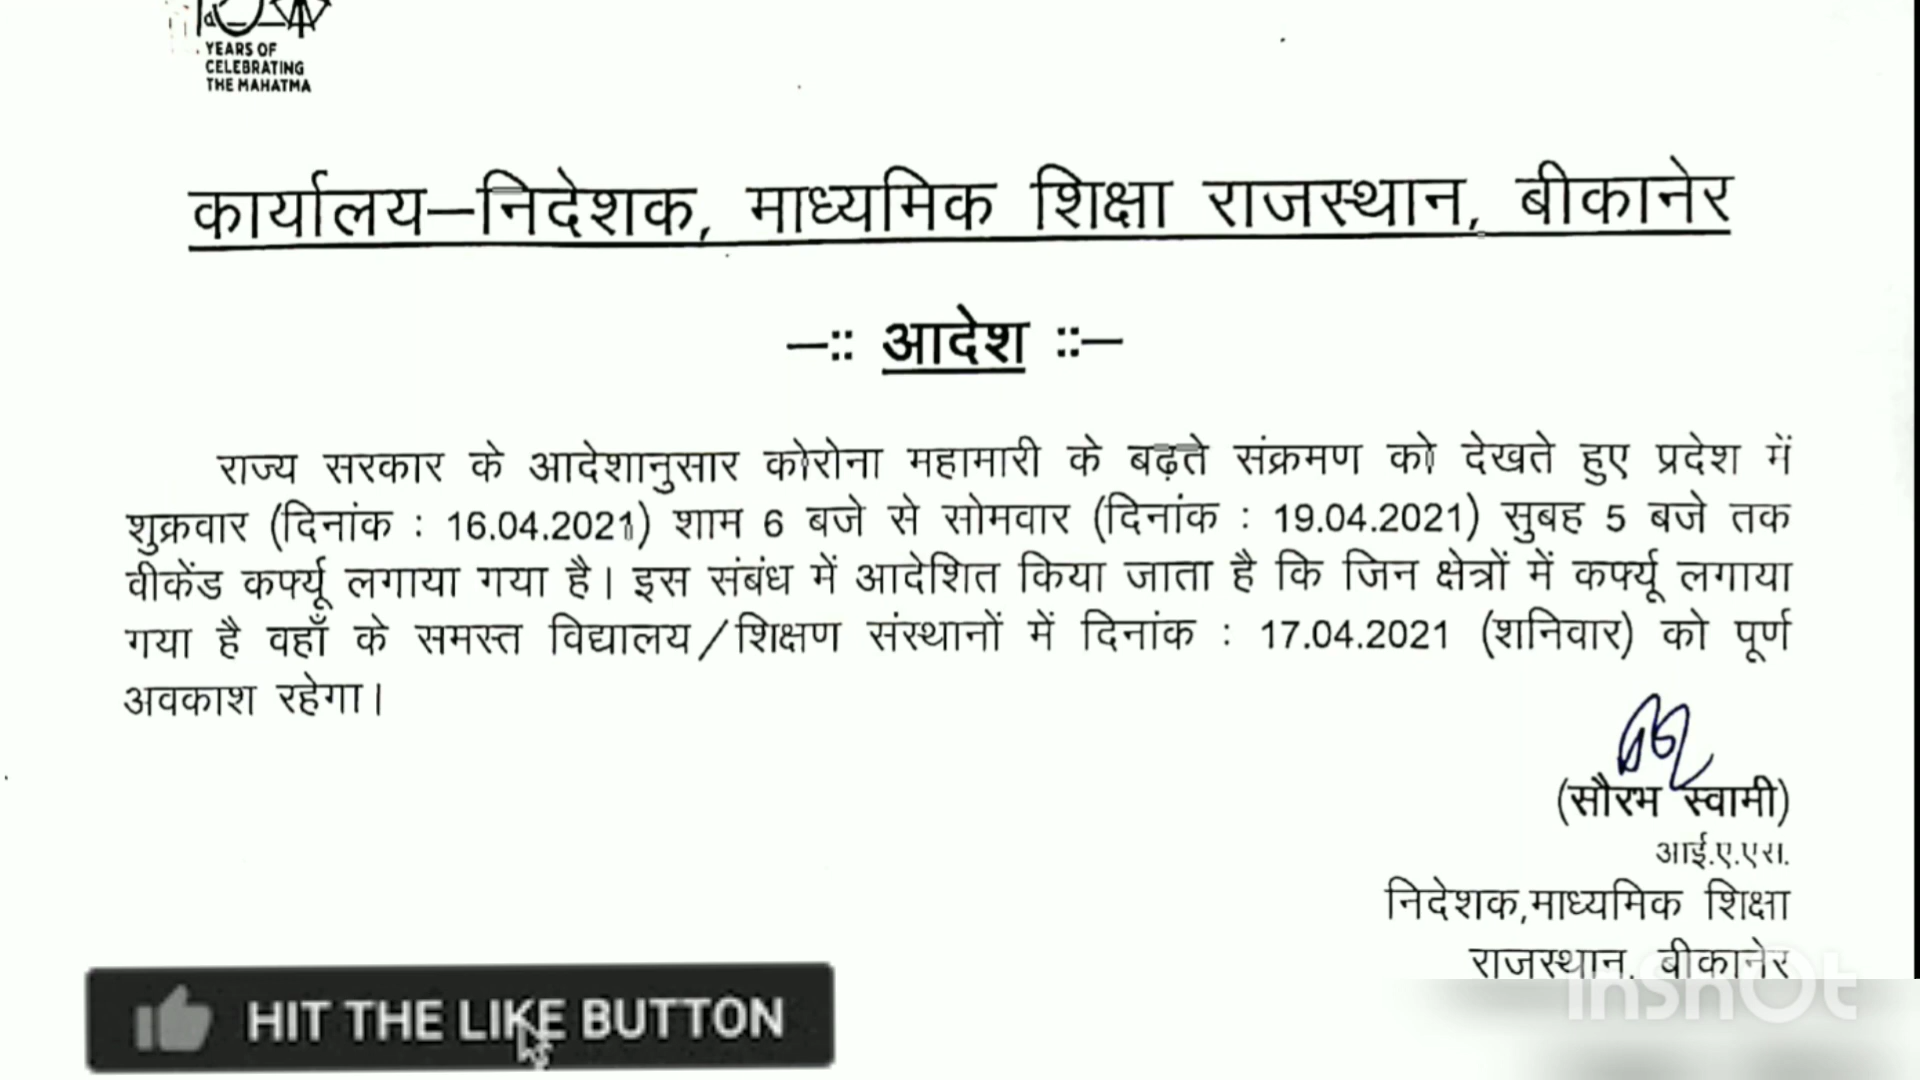 YEARS OF
CELEBRATING
THE MAHATMA
कार्यालय–निदेशक, माध्यमिक शिक्षा राजस्थान, बीकानेर
–:: आदेश ::–
राज्य सरकार के आदेशानुसार कोरोना महामारी के बढ़ते संक्रमण को देखते हुए प्रदेश में
शुक्रवार (दिनांक : 16.04.2021) शाम 6 बजे से सोमवार (दिनांक : 19.04.2021) सुबह 5 बजे तक
वीकेंड कर्फ्यू लगाया गया है। इस संबंध में आदेशित किया जाता है कि जिन क्षेत्रों में कर्फ्यू लगाया
गया है वहाँ के समस्त विद्यालय/शिक्षण संस्थानों में दिनांक : 17.04.2021 (शनिवार) को पूर्ण
अवकाश रहेगा।
(सौरभ स्वामी)
आई.ए.एस.
निदेशक,माध्यमिक शिक्षा
राजस्थान, बीकानेर
HIT THE LIKE BUTTON
InShOt